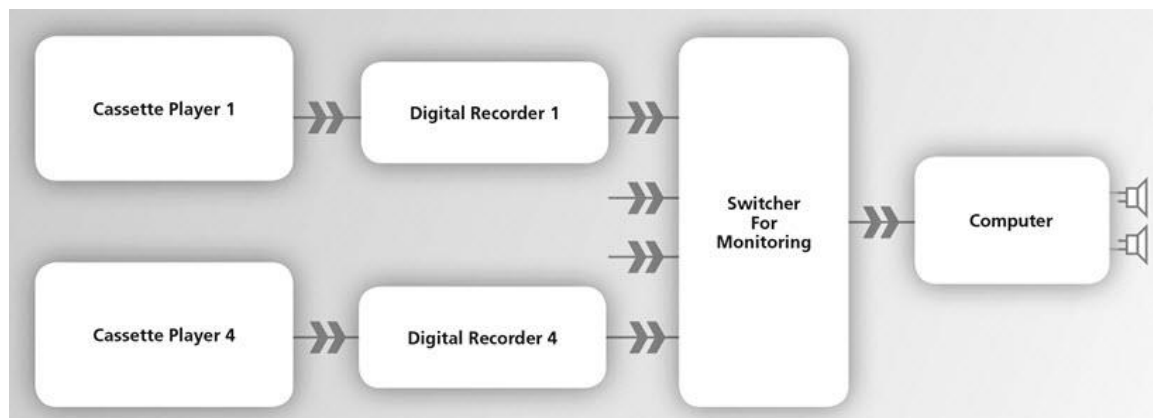 Cassette Player 1
Digital Recorder 1
Switcher
For
Monitoring
Computer
Cassette Player 4
Digital Recorder 4